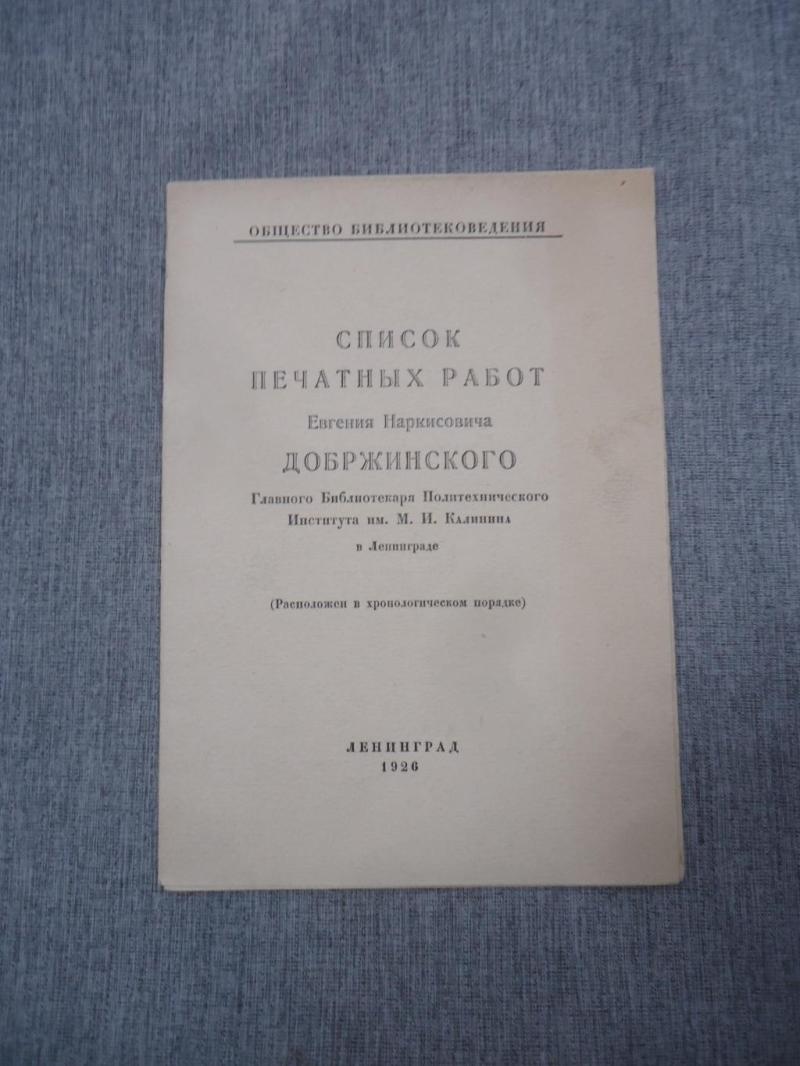 ОБЩЕСТВО БИБЛИОТЕКОВЕДЕНИЯ
СПИСОК
ПЕЧАТНЫХ РАБОТ
Евгения Наркисовича
ДОБРЖИНСКОГО
Главного Библиотекаря Политехнического
Института им. М. И. Калинина
в Ленинграде
(Расположен в хронологическом порядке)
ЛЕНИНГРАД
1926